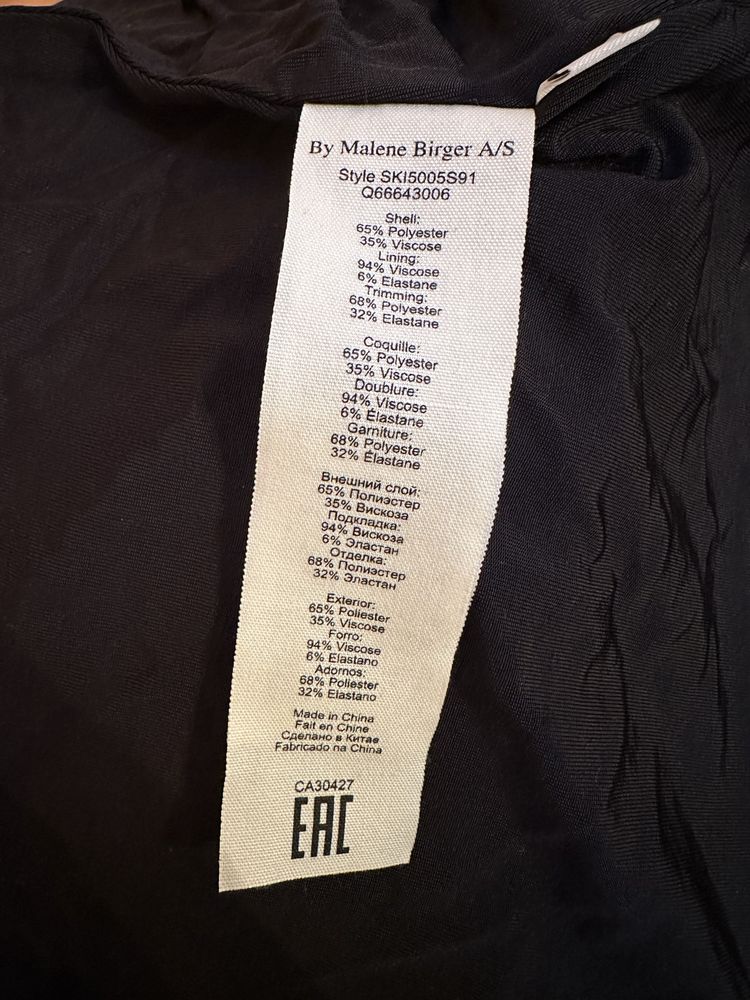 By Malene Birger A/S
Style SKI5005S91
Q66643006
Shell:
65% Polyester
35% Viscose
Lining:
94% Viscose
6% Elastane
Trimming:
68% Polyester
32% Elastane
Coquille:
65% Polyester
35% Viscose
Doublure:
94% Viscose
6% Élastane
Garniture:
68% Polyester
32% Élastane
Внешний слой:
65% Полиэстер
35% Вискоза
Подкладка:
94% Вискоза
6% Эластан
Отделка:
68% Полиэстер
32% Эластан
Exterior:
65% Poliester
35% Viscose
Forro:
94% Viscose
6% Elastano
Adornos:
68% Poliester
32% Elastano
Made in China
Fait en Chine
Сделано в Китае
Fabricado na China
CA30427
EAC